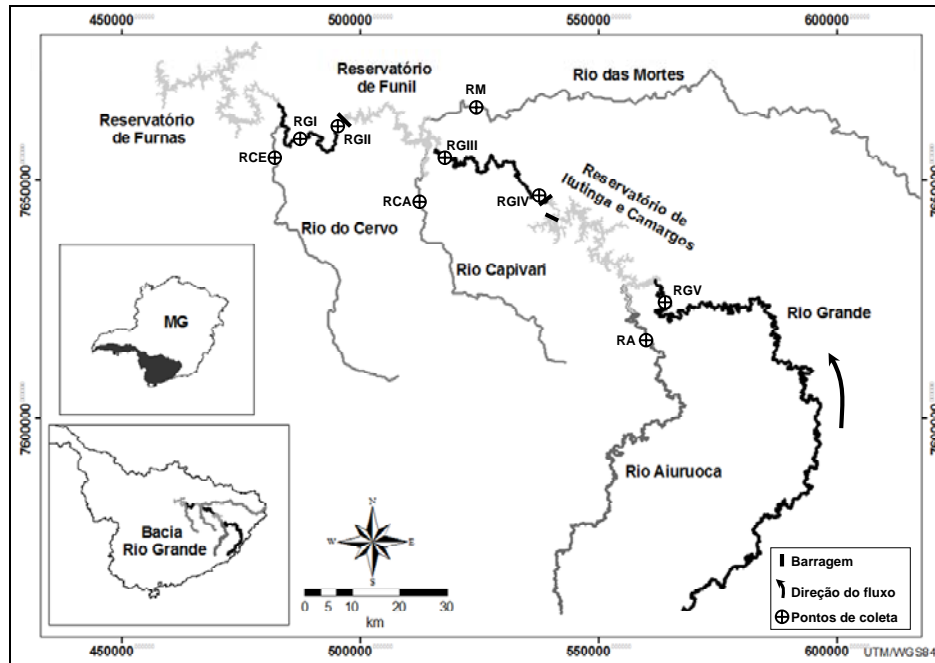 450000 500000 550000 600000
Reservatório
de Funil
RM
Rio das Mortes
Reservatório
de Furnas
RGI
RGII
RCE
RGIII
7650000
7650000
RCA
RGIV
Reservatório de
Itutinga e Camargos
Rio do Cervo
Rio Capivari
RGV
Rio Grande
MG
RA
7600000
7600000
Rio Aiuruoca
Bacia
Rio Grande
N
W E
S
0 5 10 20 30
km
Barragem
Direção do fluxo
Pontos de coleta
450000 500000 550000 600000
UTM/WGS84